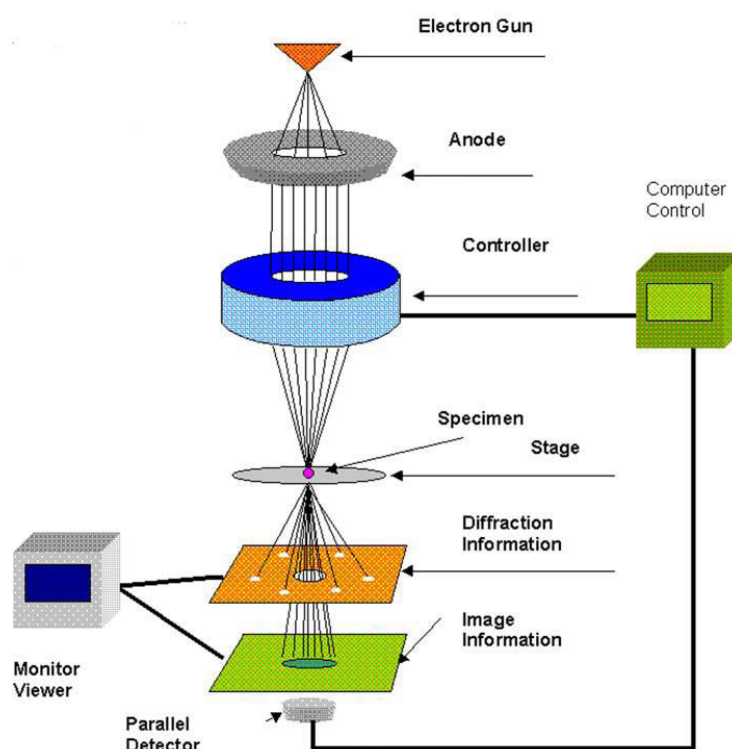 Electron Gun
Anode
Computer
Control
Controller
Specimen
Stage
Diffraction
Information
Image
Information
Monitor
Viewer
Parallel
Detector